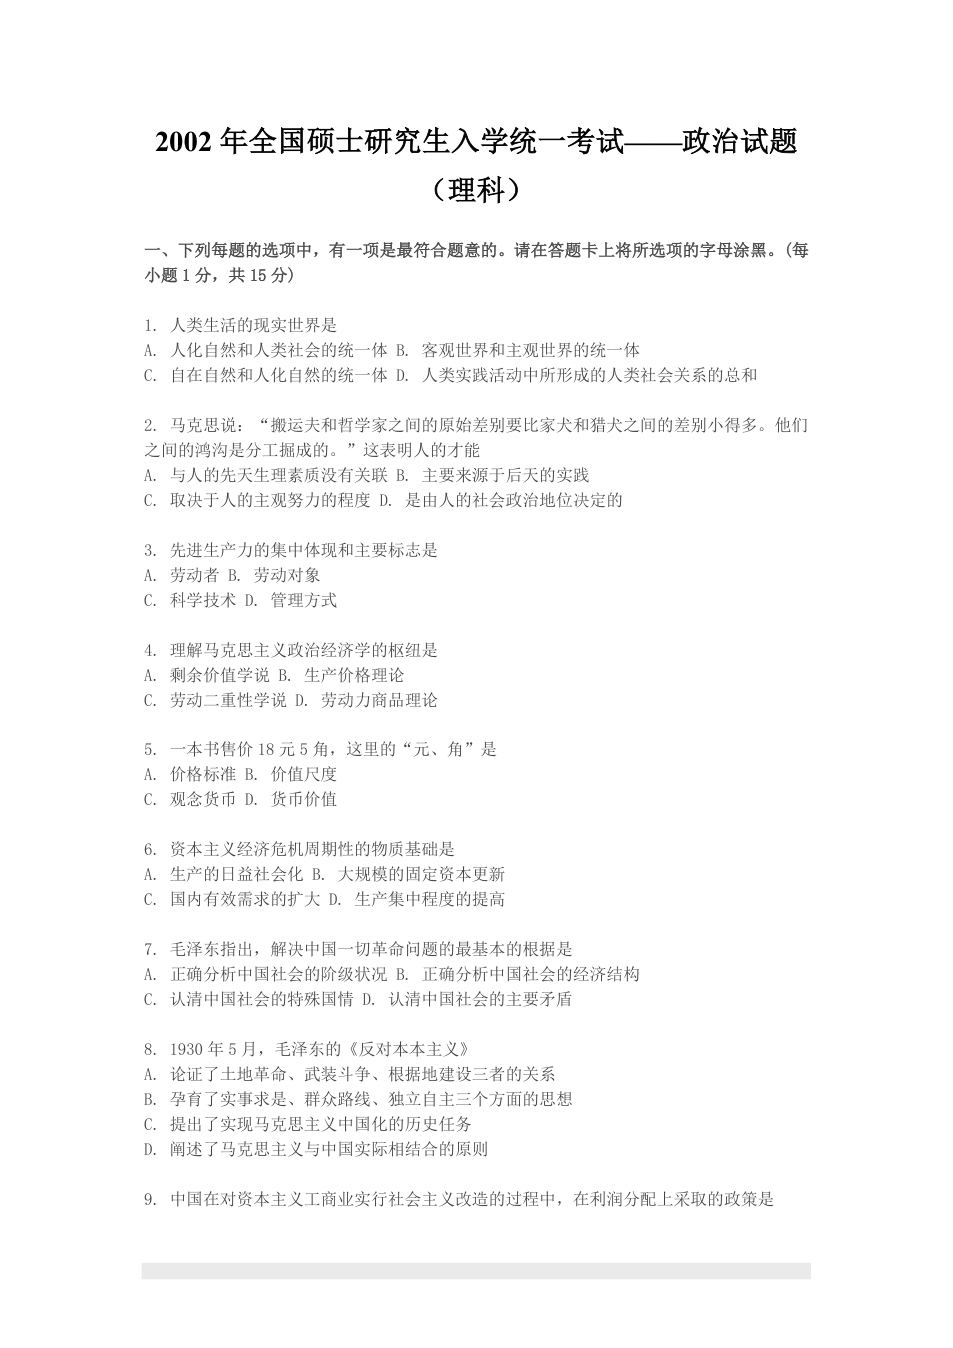 2002 年全国硕士研究生入学统一考试——政治试题
（理科）
一、下列每题的选项中，有一项是最符合题意的。请在答题卡上将所选项的字母涂黑。(每
小题 1 分，共 15 分)
1. 人类生活的现实世界是
A. 人化自然和人类社会的统一体 B. 客观世界和主观世界的统一体
C. 自在自然和人化自然的统一体 D. 人类实践活动中所形成的人类社会关系的总和
2. 马克思说：“搬运夫和哲学家之间的原始差别要比家犬和猎犬之间的差别小得多。他们
之间的鸿沟是分工掘成的。”这表明人的才能
A. 与人的先天生理素质没有关联 B. 主要来源于后天的实践
C. 取决于人的主观努力的程度 D. 是由人的社会政治地位决定的
3. 先进生产力的集中体现和主要标志是
A. 劳动者 B. 劳动对象
C. 科学技术 D. 管理方式
4. 理解马克思主义政治经济学的枢纽是
A. 剩余价值学说 B. 生产价格理论
C. 劳动二重性学说 D. 劳动力商品理论
5. 一本书售价 18 元 5 角，这里的“元、角”是
A. 价格标准 B. 价值尺度
C. 观念货币 D. 货币价值
6. 资本主义经济危机周期性的物质基础是
A. 生产的日益社会化 B. 大规模的固定资本更新
C. 国内有效需求的扩大 D. 生产集中程度的提高
7. 毛泽东指出，解决中国一切革命问题的最基本的根据是
A. 正确分析中国社会的阶级状况 B. 正确分析中国社会的经济结构
C. 认清中国社会的特殊国情 D. 认清中国社会的主要矛盾
8. 1930 年 5 月，毛泽东的《反对本本主义》
A. 论证了土地革命、武装斗争、根据地建设三者的关系
B. 孕育了实事求是、群众路线、独立自主三个方面的思想
C. 提出了实现马克思主义中国化的历史任务
D. 阐述了马克思主义与中国实际相结合的原则
9. 中国在对资本主义工商业实行社会主义改造的过程中，在利润分配上采取的政策是